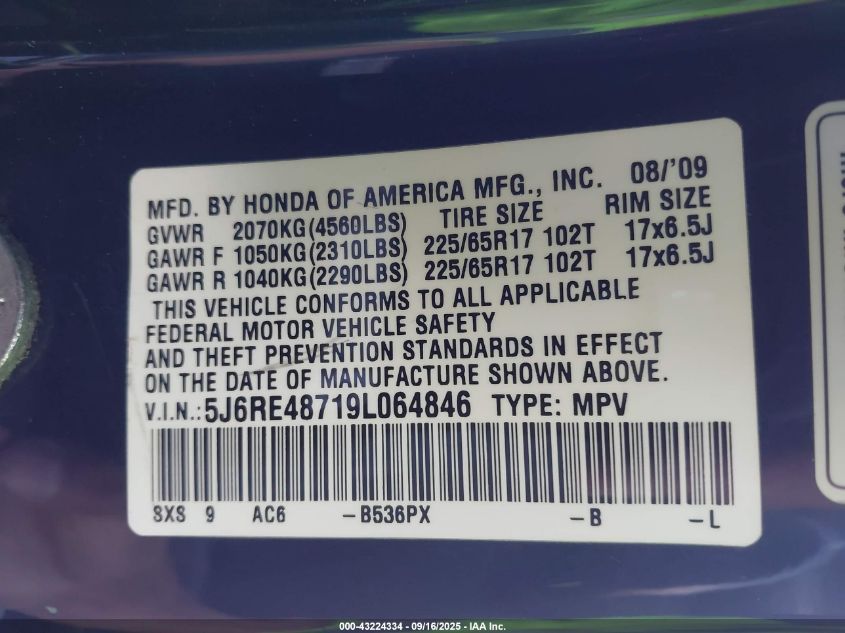 MFD. BY HONDA OF AMERICA MFG., INC. 08/'09
GVWR 2070KG(4560LBS) TIRE SIZE RIM SIZE
GAWR F 1050KG(2310LBS) 225/65R17 102T 17x6.5J
GAWR R 1040KG(2290LBS) 225/65R17 102T 17x6.5J
THIS VEHICLE CONFORMS TO ALL APPLICABLE
FEDERAL MOTOR VEHICLE SAFETY
AND THEFT PREVENTION STANDARDS IN EFFECT
ON THE DATE OF MANUFACTURE SHOWN ABOVE.
V.I.N.: 5J6RE48719L064846 TYPE: MPV
SXS 9 AC6 -B536PX -B -L
000-43224334 - 09/16/2025 - IAA Inc.